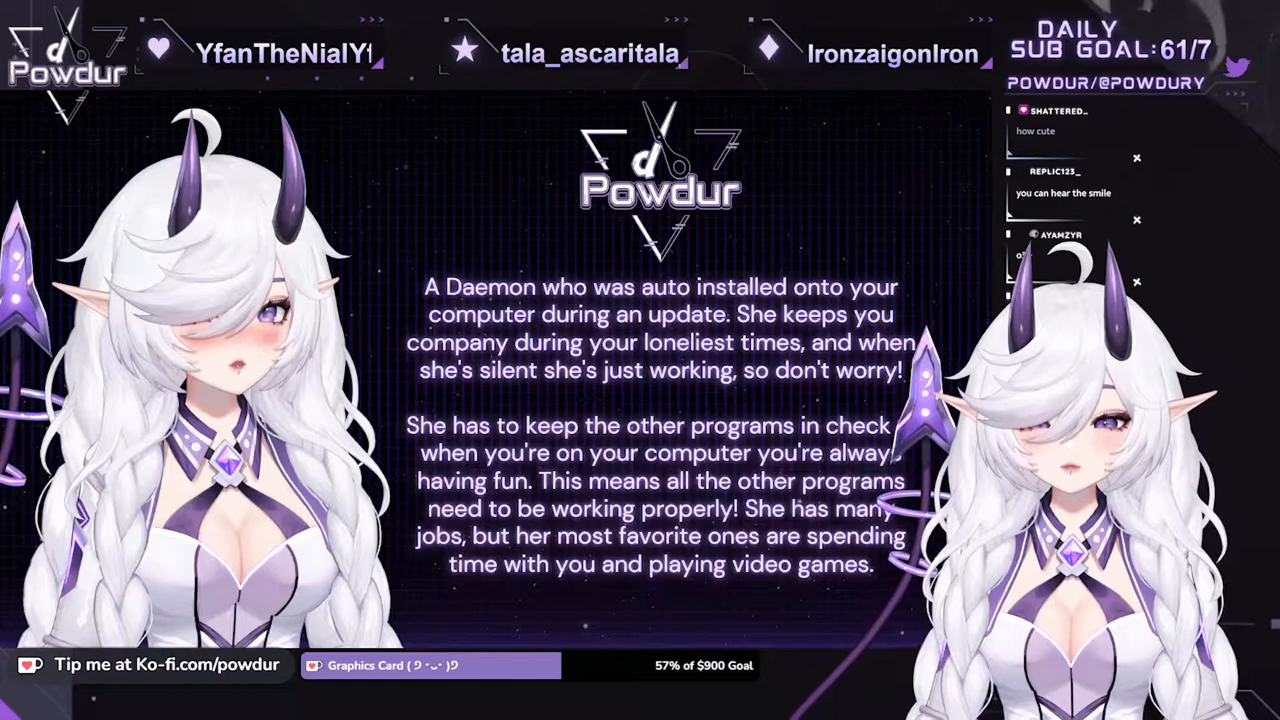 d
Powdur
YfanTheNialYf
tala_ascaritala
IronzaigonIron
DAILY
SUB GOAL:61/7
POWDUR/@POWDURY
SHATTERED_
how cute
REPLIC123_
you can hear the smile
AYAMZYR
d
Powdur
A Daemon who was auto installed onto your
computer during an update. She keeps you
company during your loneliest times, and when
she's silent she's just working, so don't worry!
She has to keep the other programs in check
when you're on your computer you're always
having fun. This means all the other programs
need to be working properly! She has many
jobs, but her most favorite ones are spending
time with you and playing video games.
Tip me at Ko-fi.com/powdur
Graphics Card ( ୨ -ᴗ- )୨
57% of $900 Goal